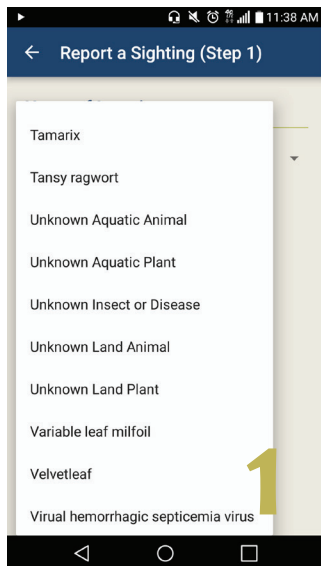 11:38 AM
Report a Sighting (Step 1)
Tamarix
Tansy ragwort
Unknown Aquatic Animal
Unknown Aquatic Plant
Unknown Insect or Disease
Unknown Land Animal
Unknown Land Plant
Variable leaf milfoil
Velvetleaf
Virual hemorrhagic septicemia virus
1